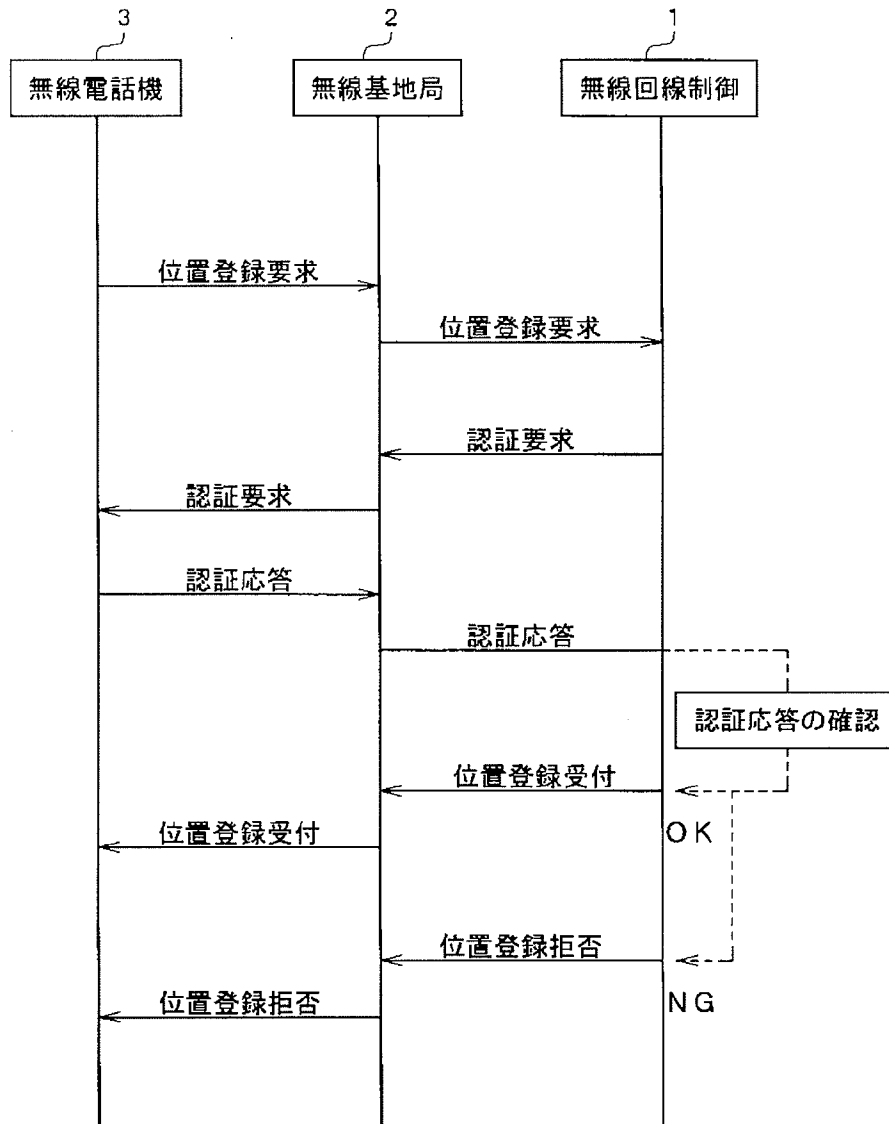 3
2
1
無線電話機
無線基地局
無線回線制御
位置登録要求
位置登録要求
認証要求
認証要求
認証応答
認証応答
認証応答の確認
位置登録受付
OK
位置登録受付
位置登録拒否
NG
位置登録拒否